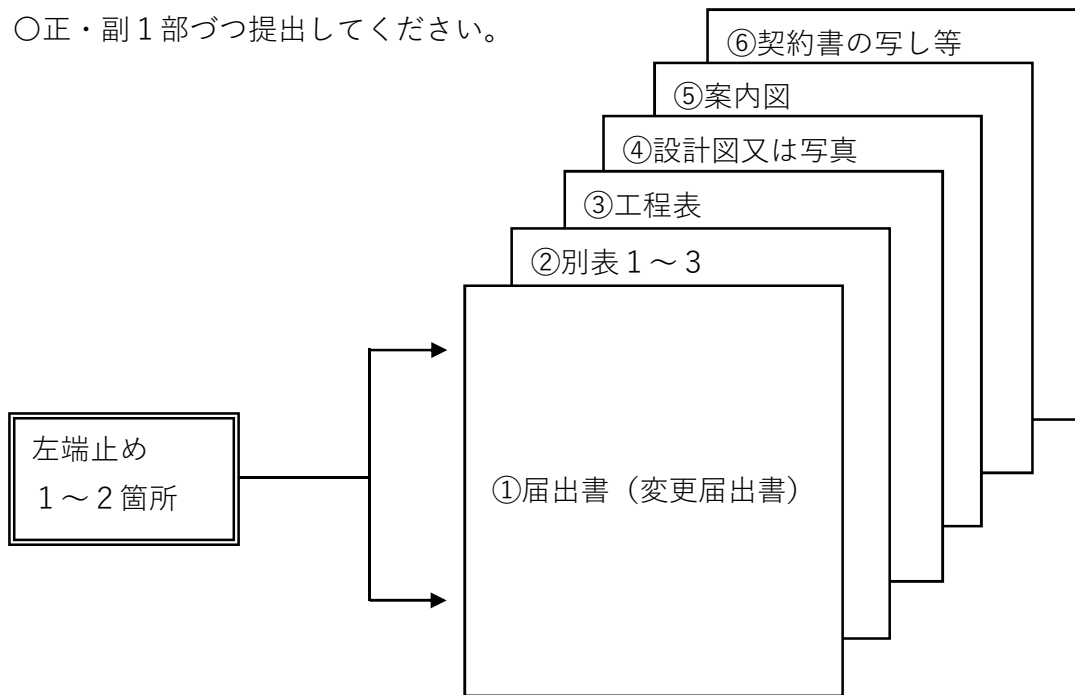 〇正・副１部づつ提出してください。
⑥契約書の写し等
⑤案内図
④設計図又は写真
③工程表
②別表１～３
①届出書（変更届出書）
左端止め
１～２箇所